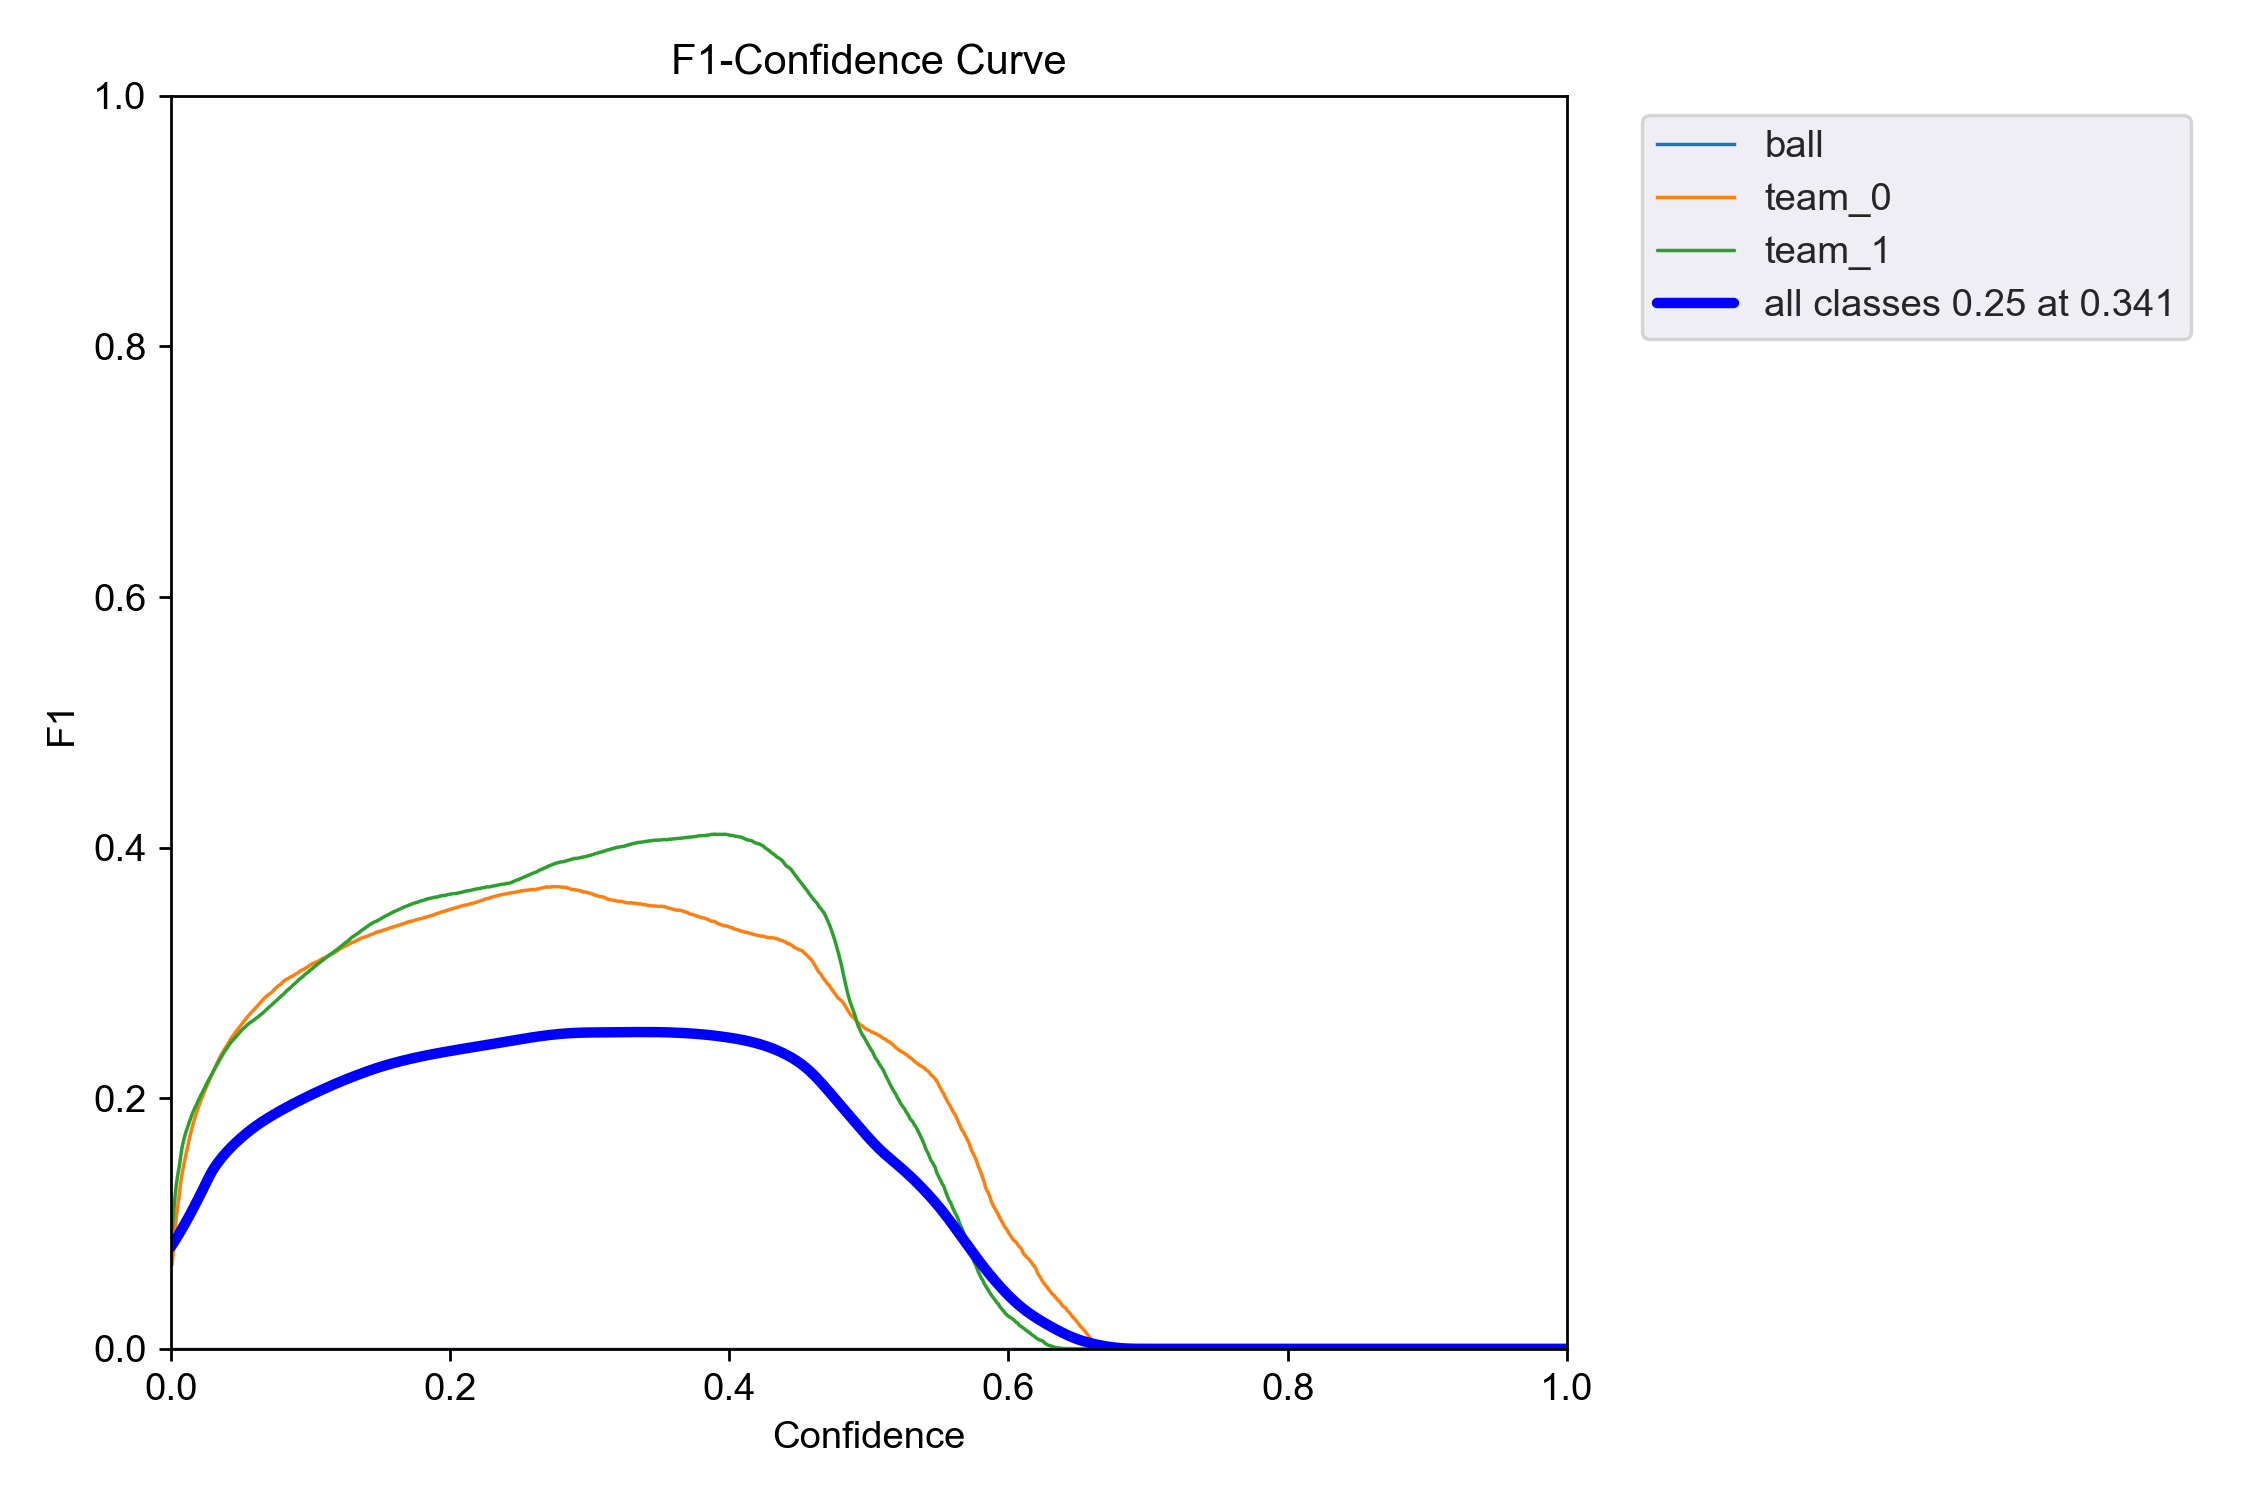 F1-Confidence Curve
1.0
0.8
0.6
0.4
0.2
0.0
F1
0.0 0.2 0.4 0.6 0.8 1.0
Confidence
ball
team_0
team_1
all classes 0.25 at 0.341